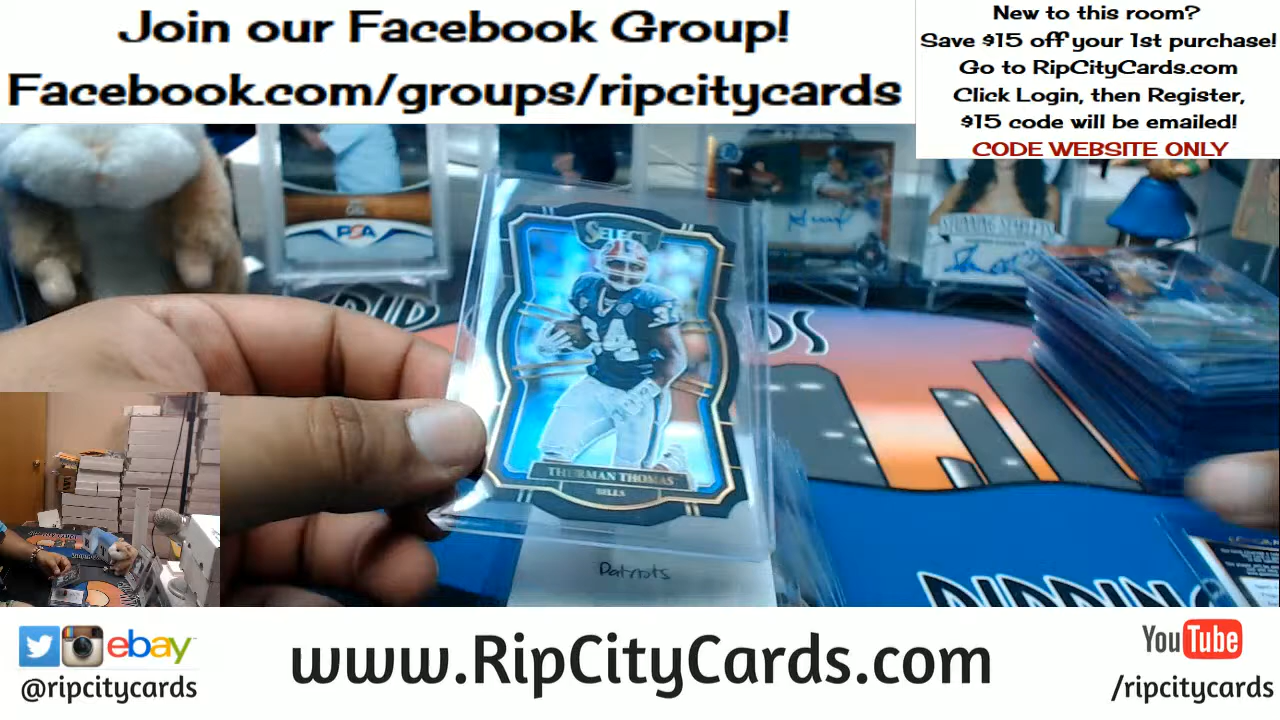 Join our Facebook Group!
Facebook.com/groups/ripcitycards
New to this room?
Save $15 off your 1st purchase!
Go to RipCityCards.com
Click Login, then Register,
$15 code will be emailed!
CODE WEBSITE ONLY
PSA
SELECT
34
THURMAN THOMAS
BILLS
Patriots
RIPPIN
ebay
@ripcitycards
www.RipCityCards.com
YouTube
/ripcitycards